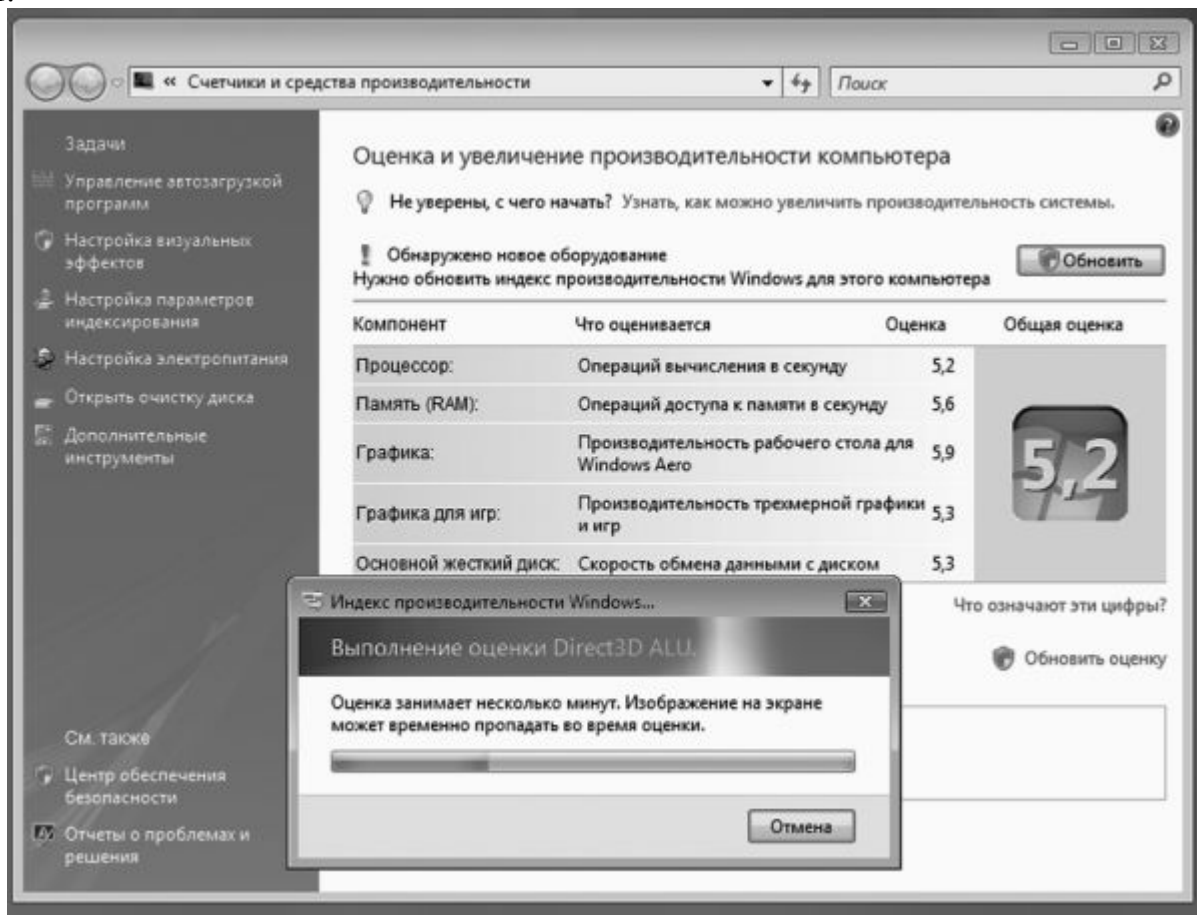 « Счетчики и средства производительности
Поиск
Задачи
Управление автозагрузкой
программ
Настройка визуальных
эффектов
Настройка параметров
индексирования
Настройка электропитания
Открыть очистку диска
Дополнительные
инструменты
См. также
Центр обеспечения
безопасности
Отчеты о проблемах и
решения
Оценка и увеличение производительности компьютера
Не уверены, с чего начать? Узнать, как можно увеличить производительность системы.
Обнаружено новое оборудование
Нужно обновить индекс производительности Windows для этого компьютера
Обновить
Компонент Что оценивается Оценка Общая оценка
Процессор: Операций вычисления в секунду 5,2
Память (RAM): Операций доступа к памяти в секунду 5,6
Графика: Производительность рабочего стола для
Windows Aero 5,9
Графика для игр: Производительность трехмерной графики
и игр 5,3
Основной жесткий диск: Скорость обмена данными с диском 5,3
5,2
Что означают эти цифры?
Обновить оценку
Индекс производительности Windows...
Выполнение оценки Direct3D ALU.
Оценка занимает несколько минут. Изображение на экране
может временно пропадать во время оценки.
Отмена